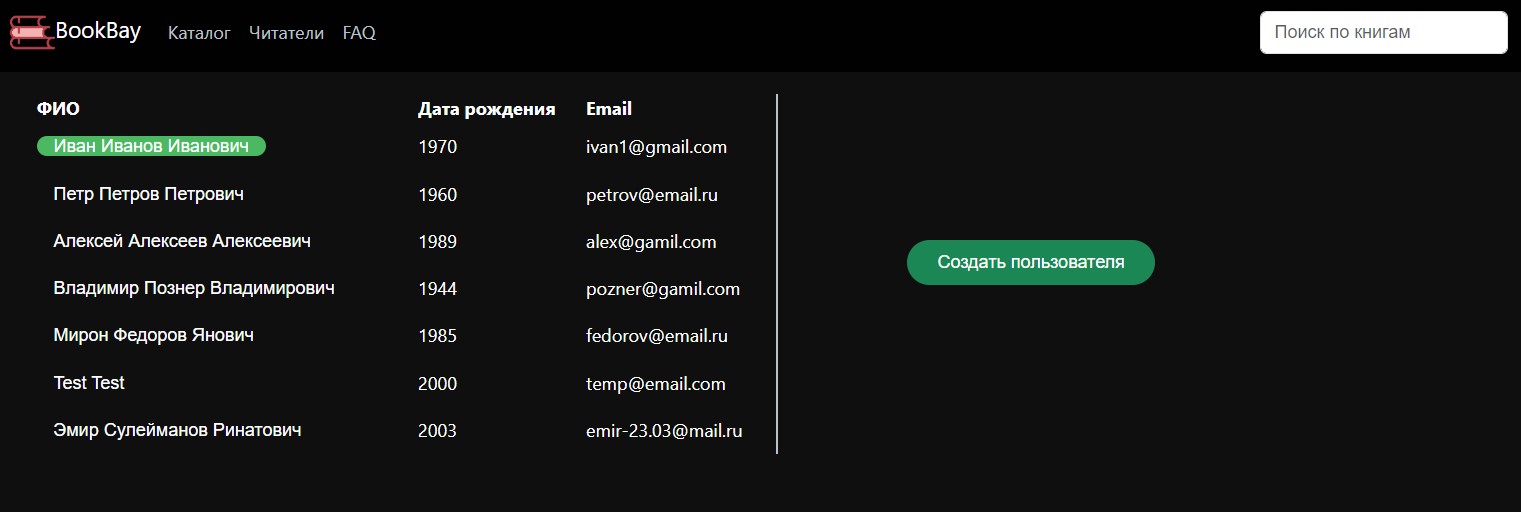 BookBay Каталог Читатели FAQ Поиск по книгам
ФИО Дата рождения Email
Иван Иванов Иванович 1970 ivan1@gmail.com
Петр Петров Петрович 1960 petrov@email.ru
Алексей Алексеев Алексеевич 1989 alex@gamil.com
Создать пользователя
Владимир Познер Владимирович 1944 pozner@gamil.com
Мирон Федоров Янович 1985 fedorov@email.ru
Test Test 2000 temp@email.com
Эмир Сулейманов Ринатович 2003 emir-23.03@mail.ru